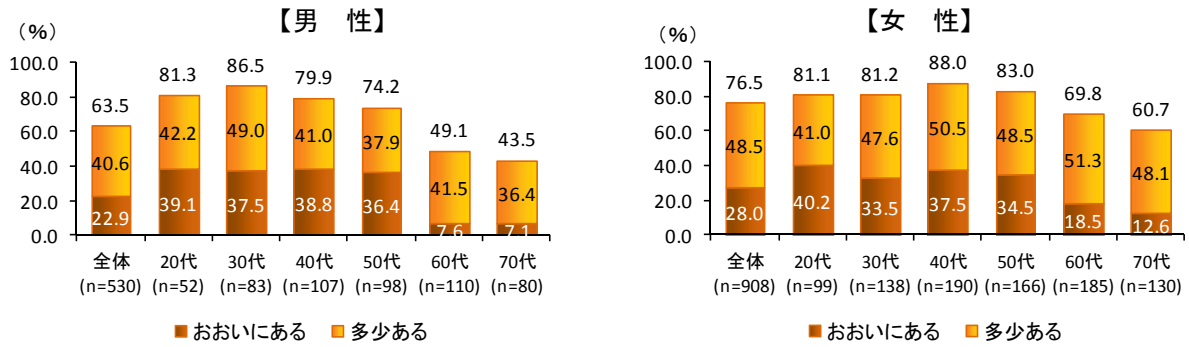 【男　性】
(%)
100.0
80.0
60.0
40.0
20.0
0.0
63.5 81.3 86.5 79.9 74.2 49.1 43.5
40.6 42.2 49.0 41.0 37.9 41.5 36.4
22.9 39.1 37.5 38.8 36.4 7.6 7.1
全体 20代 30代 40代 50代 60代 70代
(n=530) (n=52) (n=83) (n=107) (n=98) (n=110) (n=80)
おおいにある 多少ある
【女　性】
(%)
100.0
80.0
60.0
40.0
20.0
0.0
76.5 81.1 81.2 88.0 83.0 69.8 60.7
48.5 41.0 47.6 50.5 48.5 51.3 48.1
28.0 40.2 33.5 37.5 34.5 18.5 12.6
全体 20代 30代 40代 50代 60代 70代
(n=908) (n=99) (n=138) (n=190) (n=166) (n=185) (n=130)
おおいにある 多少ある